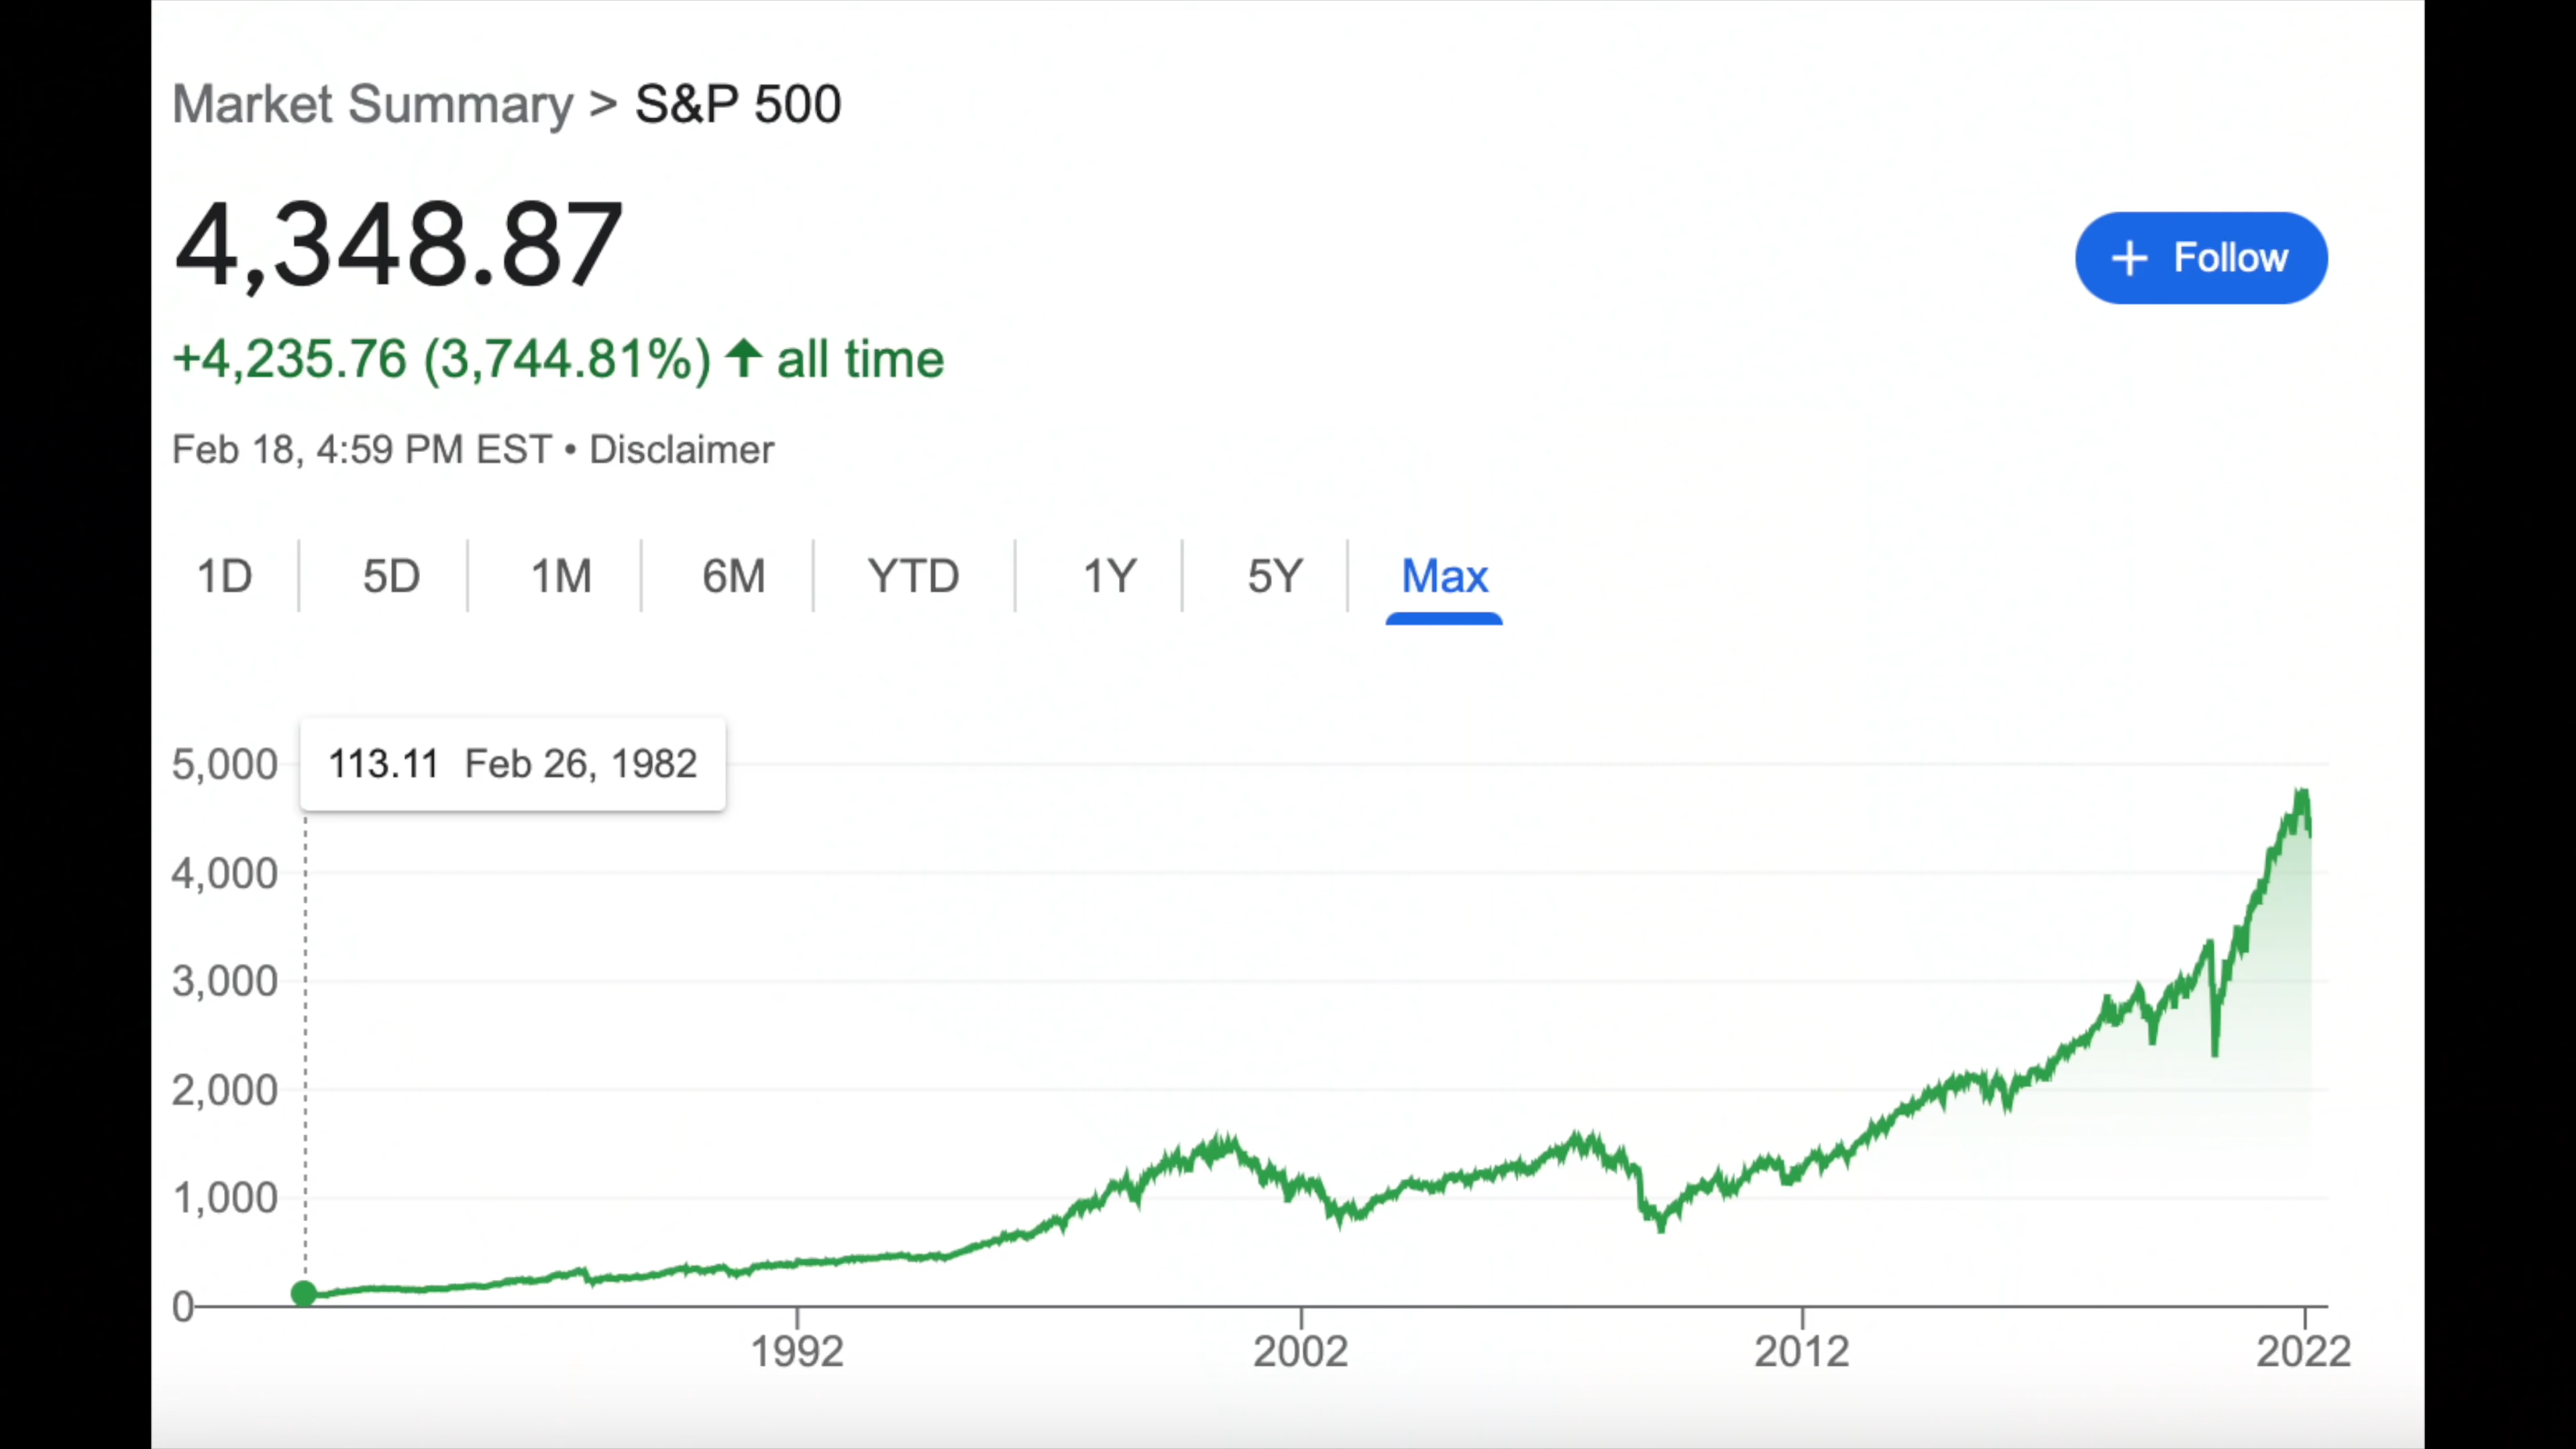 Market Summary > S&P 500
4,348.87
+ Follow
+4,235.76 (3,744.81%) ↑ all time
Feb 18, 4:59 PM EST • Disclaimer
1D 5D 1M 6M YTD 1Y 5Y Max
113.11 Feb 26, 1982
5,000
4,000
3,000
2,000
1,000
0
1992 2002 2012 2022